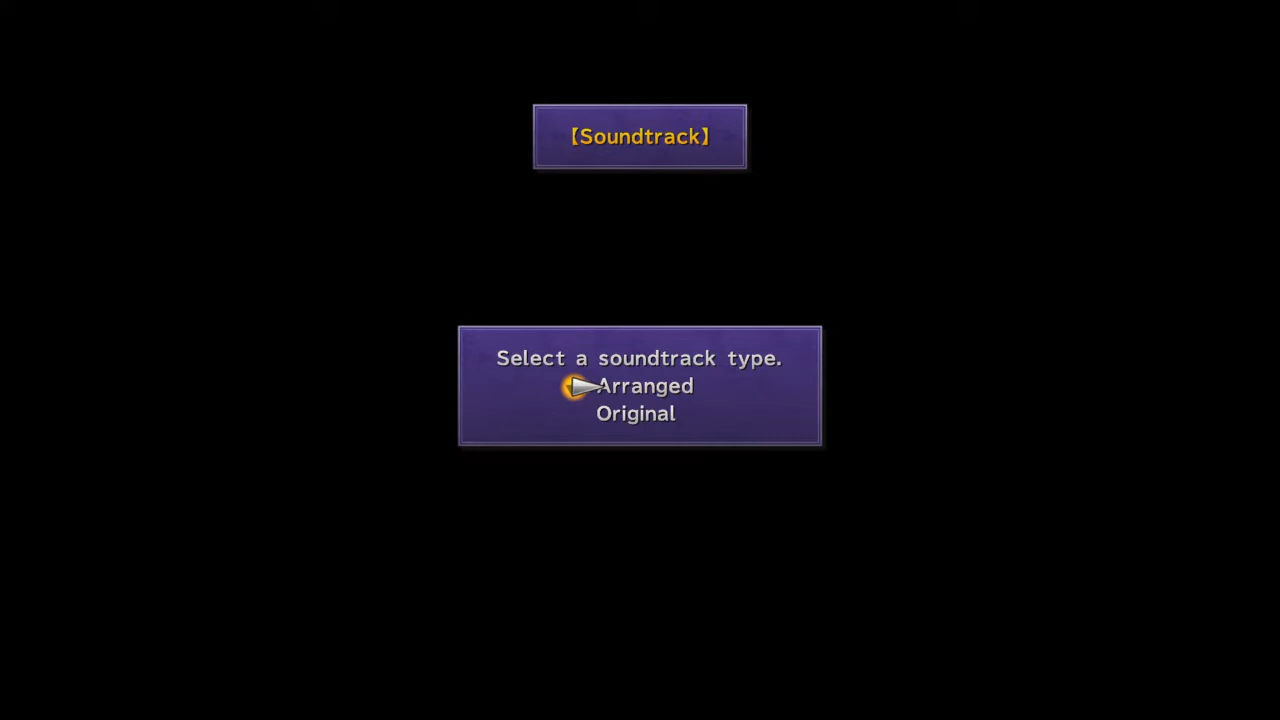 【Soundtrack】
Select a soundtrack type.
Arranged
Original